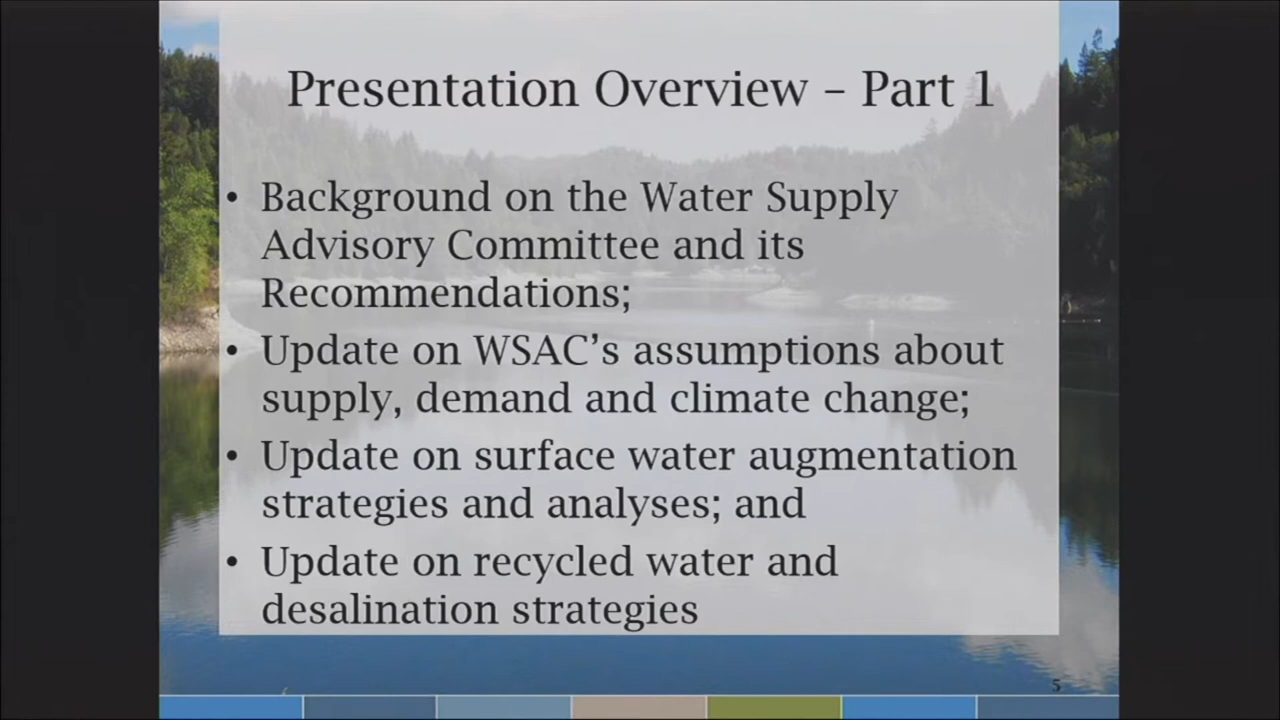 Presentation Overview – Part 1
• Background on the Water Supply
Advisory Committee and its
Recommendations;
• Update on WSAC’s assumptions about
supply, demand and climate change;
• Update on surface water augmentation
strategies and analyses; and
• Update on recycled water and
desalination strategies
5